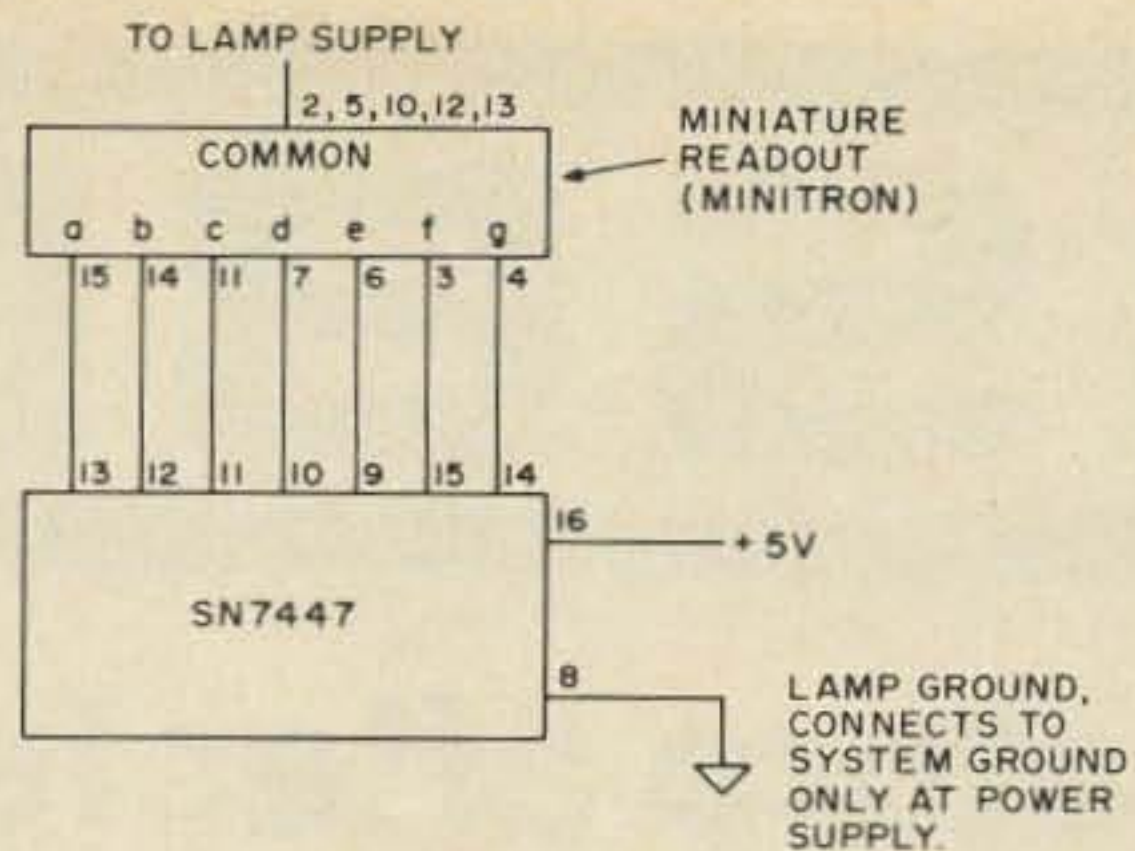 TO LAMP SUPPLY
2, 5, 10, 12, 13
COMMON
a b c d e f g
15 14 11 7 6 3 4
MINIATURE
READOUT
(MINITRON)
13 12 11 10 9 15 14
SN7447
16
+ 5V
8
LAMP GROUND,
CONNECTS TO
SYSTEM GROUND
ONLY AT POWER
SUPPLY.